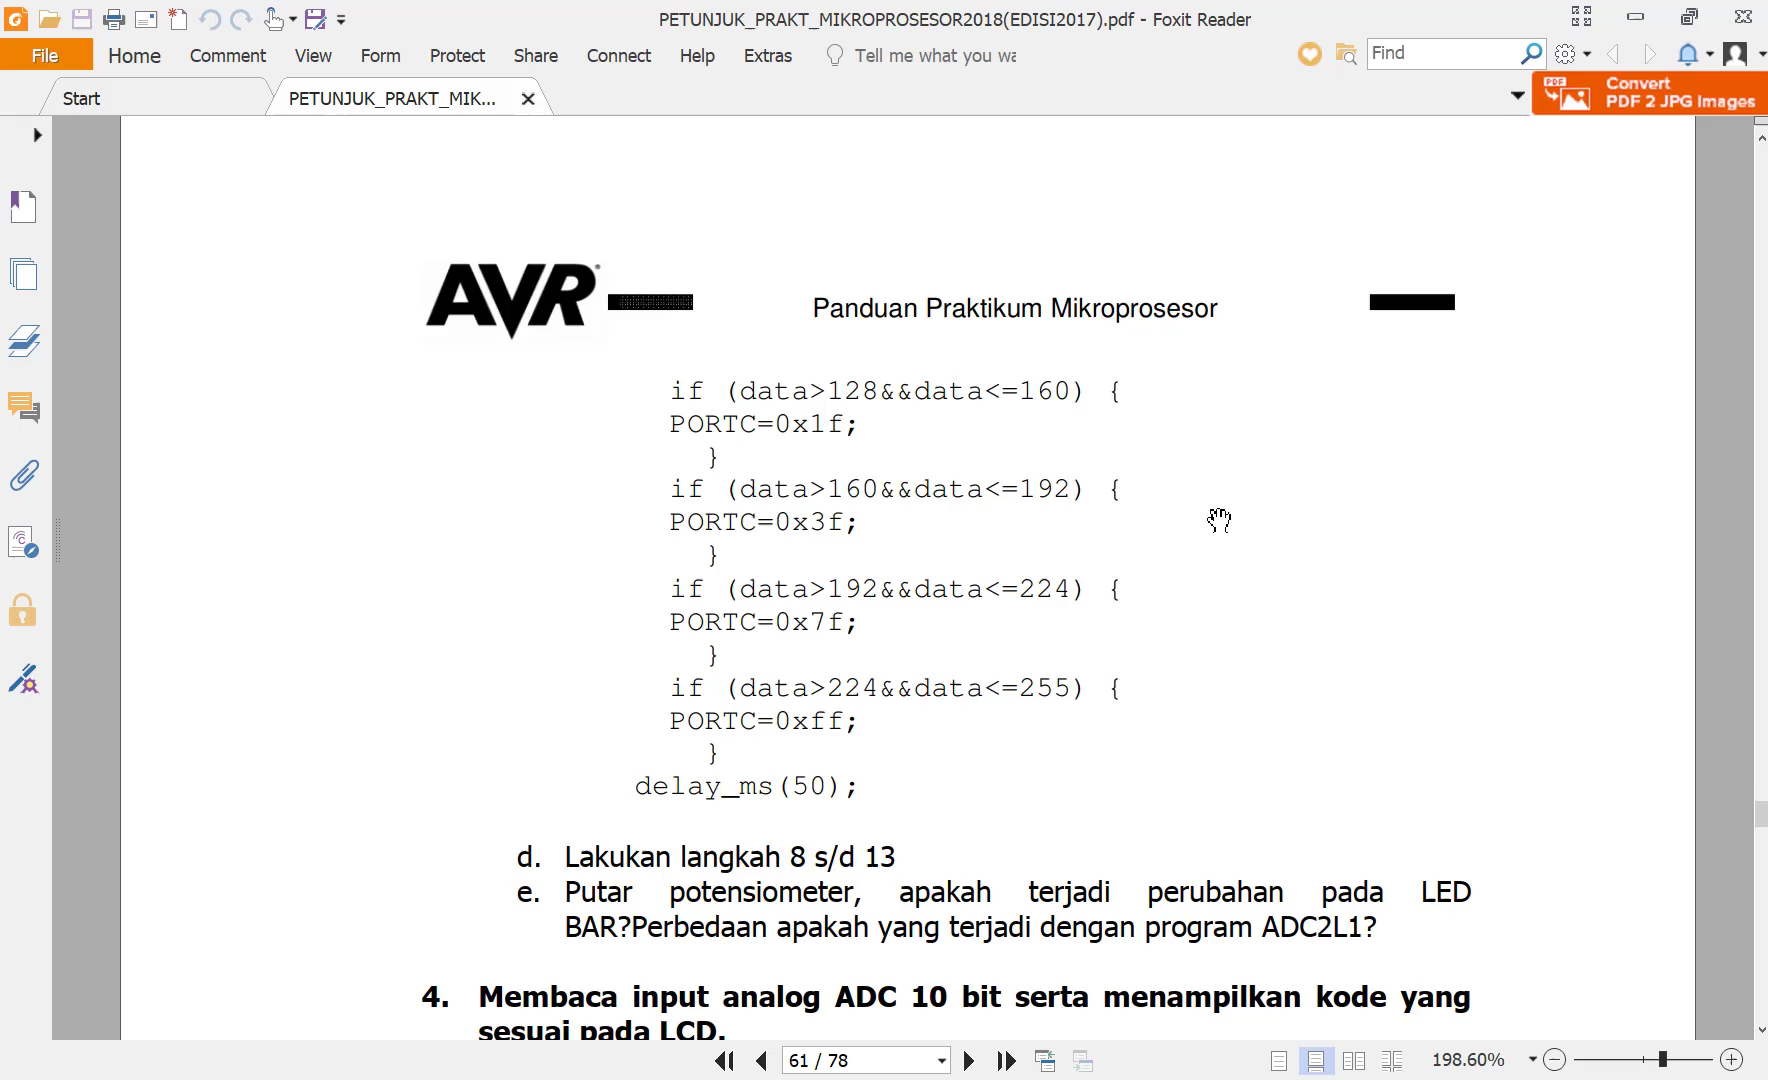 PETUNJUK_PRAKT_MIKROPROSESOR2018(EDISI2017).pdf - Foxit Reader
File Home Comment View Form Protect Share Connect Help Extras Tell me what you wa Find
Start PETUNJUK_PRAKT_MIK...
PDF Convert
PDF 2 JPG Images
AVR Panduan Praktikum Mikroprosesor
if (data>128&&data<=160) {
PORTC=0x1f;
}
if (data>160&&data<=192) {
PORTC=0x3f;
}
if (data>192&&data<=224) {
PORTC=0x7f;
}
if (data>224&&data<=255) {
PORTC=0xff;
}
delay_ms(50);
d. Lakukan langkah 8 s/d 13
e. Putar potensiometer, apakah terjadi perubahan pada LED
BAR?Perbedaan apakah yang terjadi dengan program ADC2L1?
4. Membaca input analog ADC 10 bit serta menampilkan kode yang
sesuai pada LCD.
61 / 78 198.60%